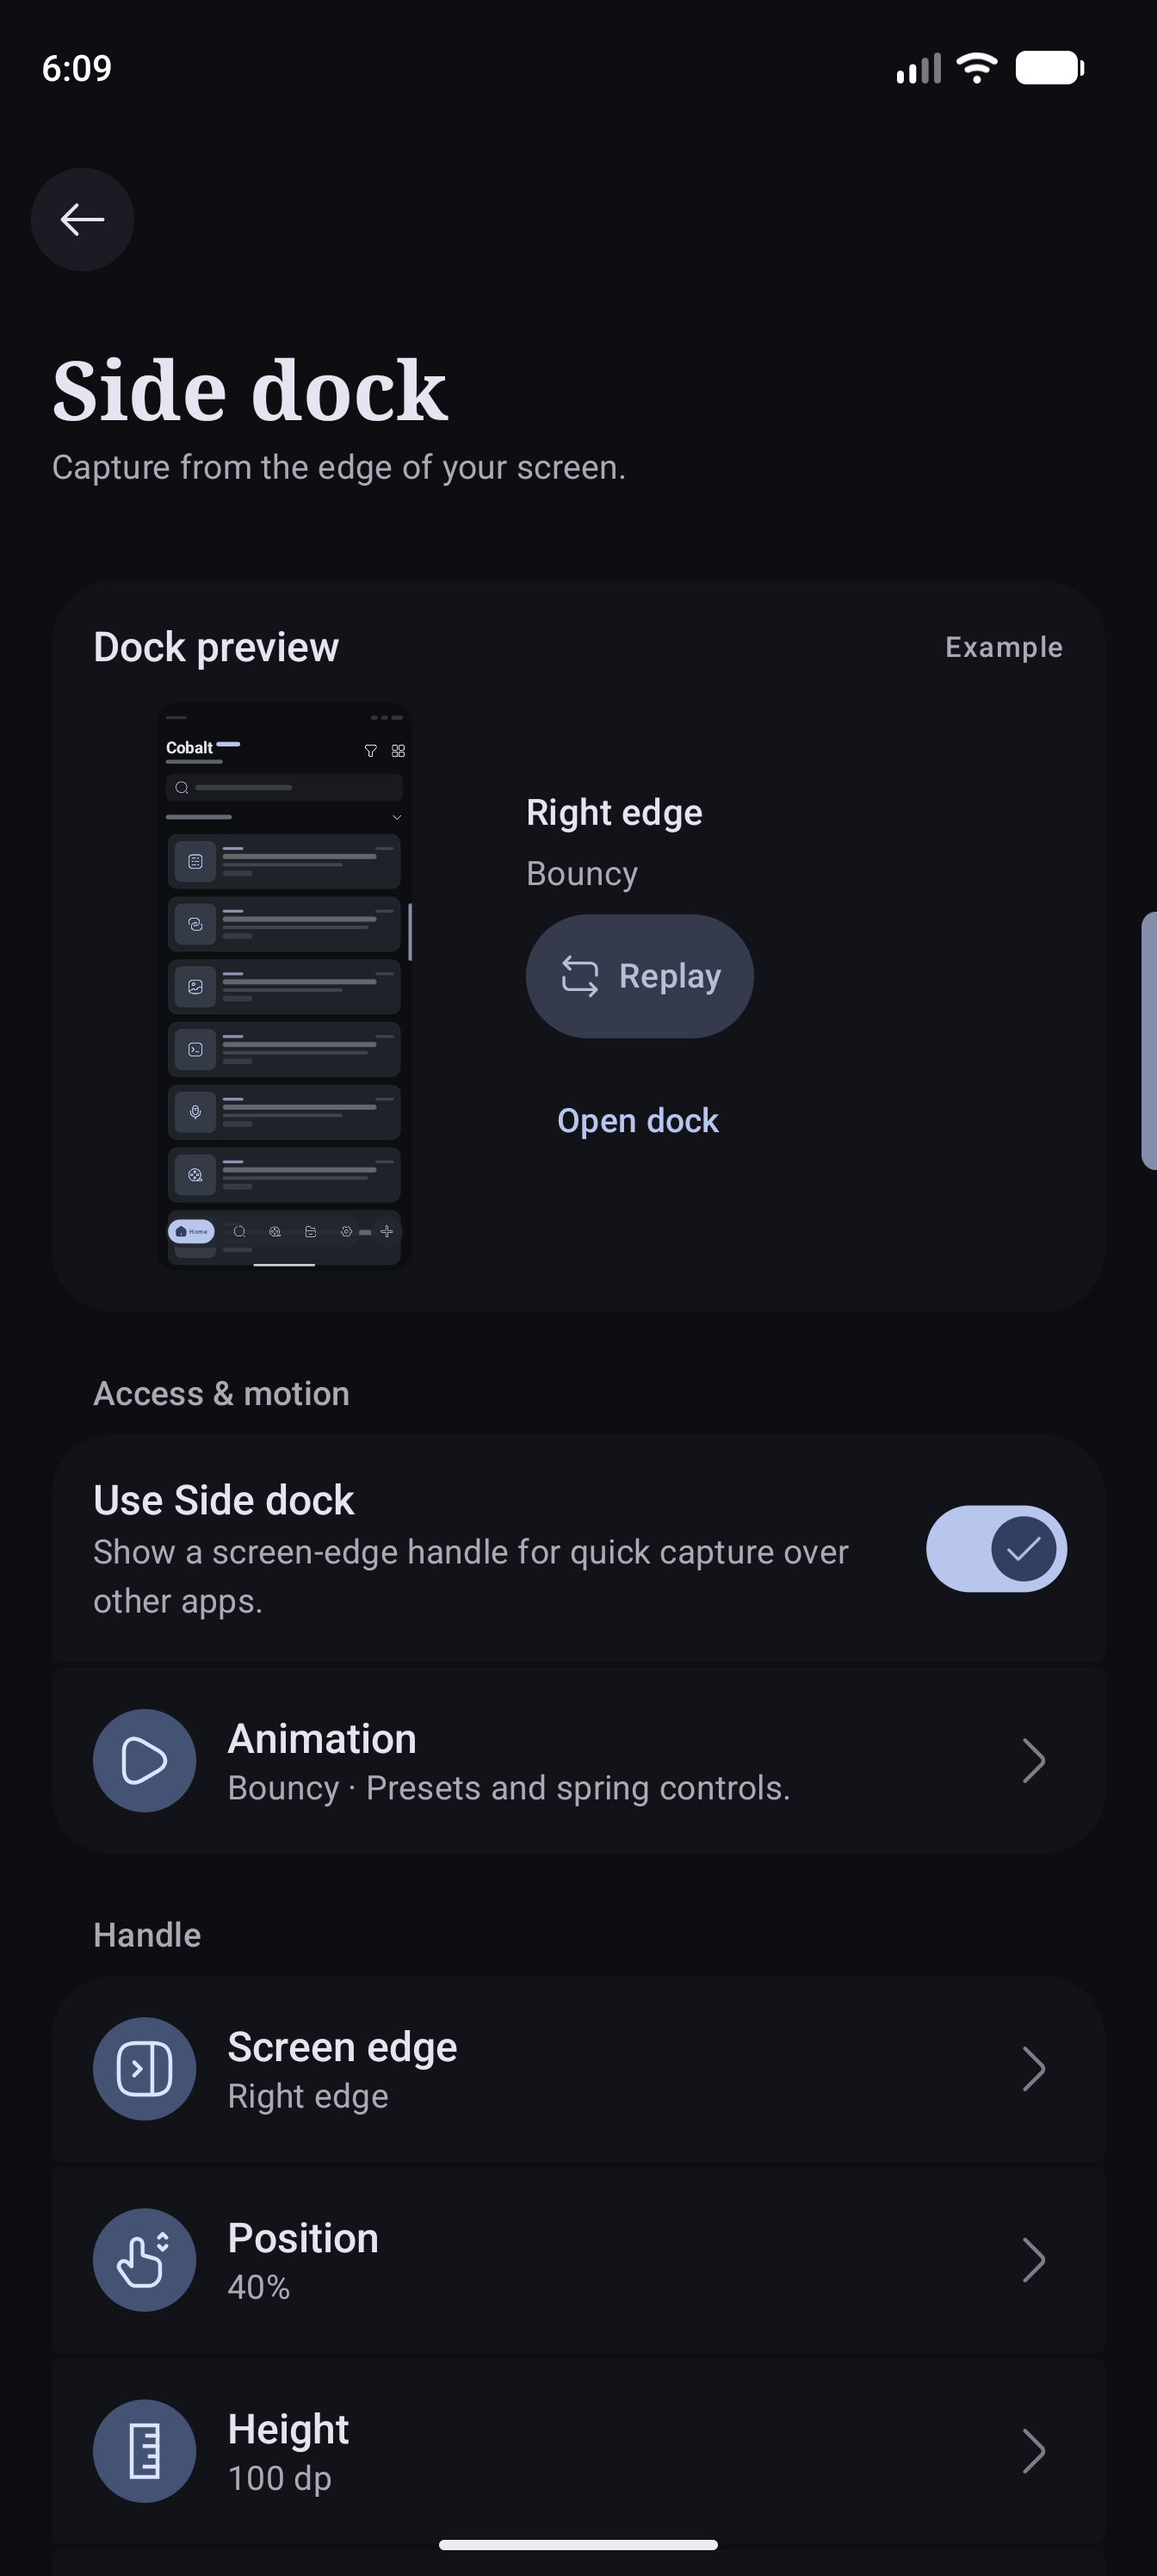 6:09
Side dock
Capture from the edge of your screen.
Dock preview
Example
Cobalt
Home
Right edge
Bouncy
Replay
Open dock
Access & motion
Use Side dock
Show a screen-edge handle for quick capture over
other apps.
Animation
Bouncy · Presets and spring controls.
Handle
Screen edge
Right edge
Position
40%
Height
100 dp